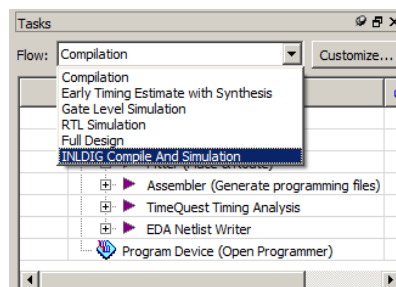 Tasks
Flow: Compilation Customize...
Compilation
Early Timing Estimate with Synthesis
Gate Level Simulation
RTL Simulation
Full Design
INLDIG Compile And Simulation
Assembler (Generate programming files)
TimeQuest Timing Analysis
EDA Netlist Writer
Program Device (Open Programmer)